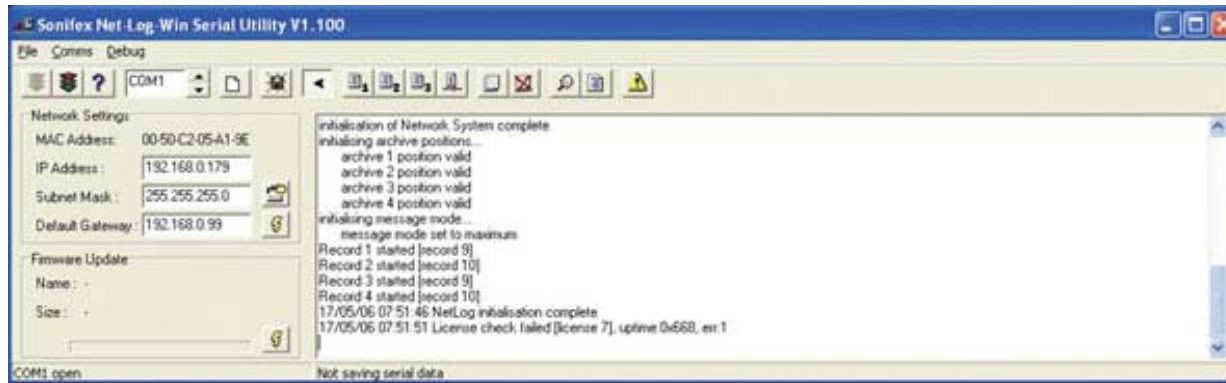 Sonifex Net-Log-Win Serial Utility V1.100
File Comms Debug
COM1
Network Settings
MAC Address: 00-50-C2-05-A1-9E
IP Address : 192.168.0.179
Subnet Mask : 255.255.255.0
Default Gateway : 192.168.0.99
Firmware Update
Name : -
Size : -
initialisation of Network System complete
initialising archive positions...
archive 1 position valid
archive 2 position valid
archive 3 position valid
archive 4 position valid
initialising message mode...
message mode set to maximum
Record 1 started [record 9]
Record 2 started [record 10]
Record 3 started [record 9]
Record 4 started [record 10]
17/05/06 07:51:46 NetLog initialisation complete
17/05/06 07:51:51 License check failed [license 7], uptime:0x668, err:1
COM1 open
Not saving serial data